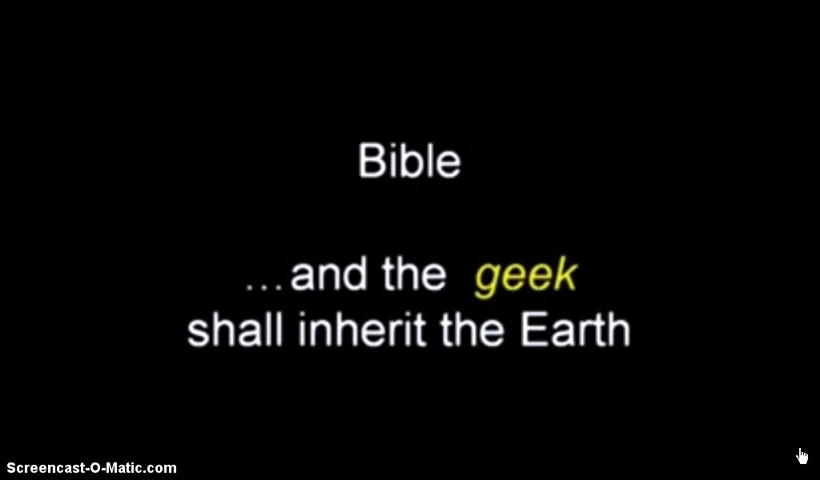 Bible
...and the geek
shall inherit the Earth
Screencast-O-Matic.com